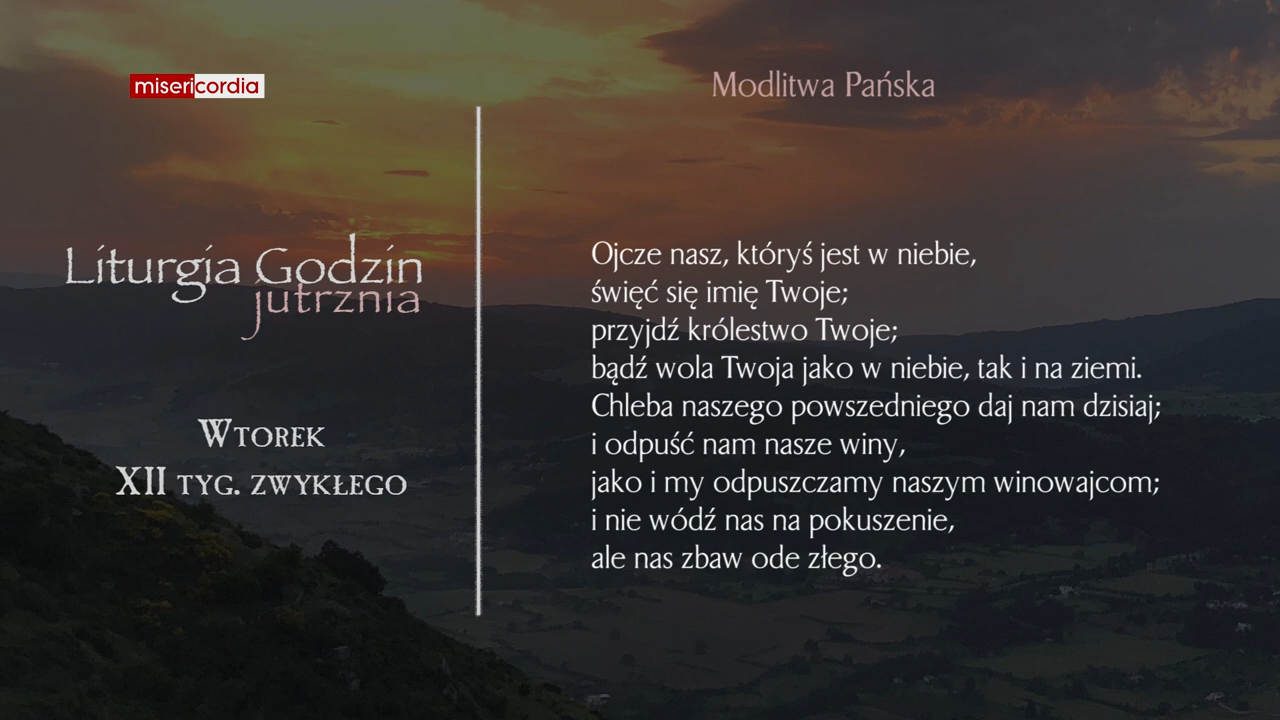 misericordia
Liturgia Godzin
jutrznia
Wtorek
XII tyg. zwykłego
Modlitwa Pańska
Ojcze nasz, któryś jest w niebie,
święć się imię Twoje;
przyjdź królestwo Twoje;
bądź wola Twoja jako w niebie, tak i na ziemi.
Chleba naszego powszedniego daj nam dzisiaj;
i odpuść nam nasze winy,
jako i my odpuszczamy naszym winowajcom;
i nie wódź nas na pokuszenie,
ale nas zbaw ode złego.